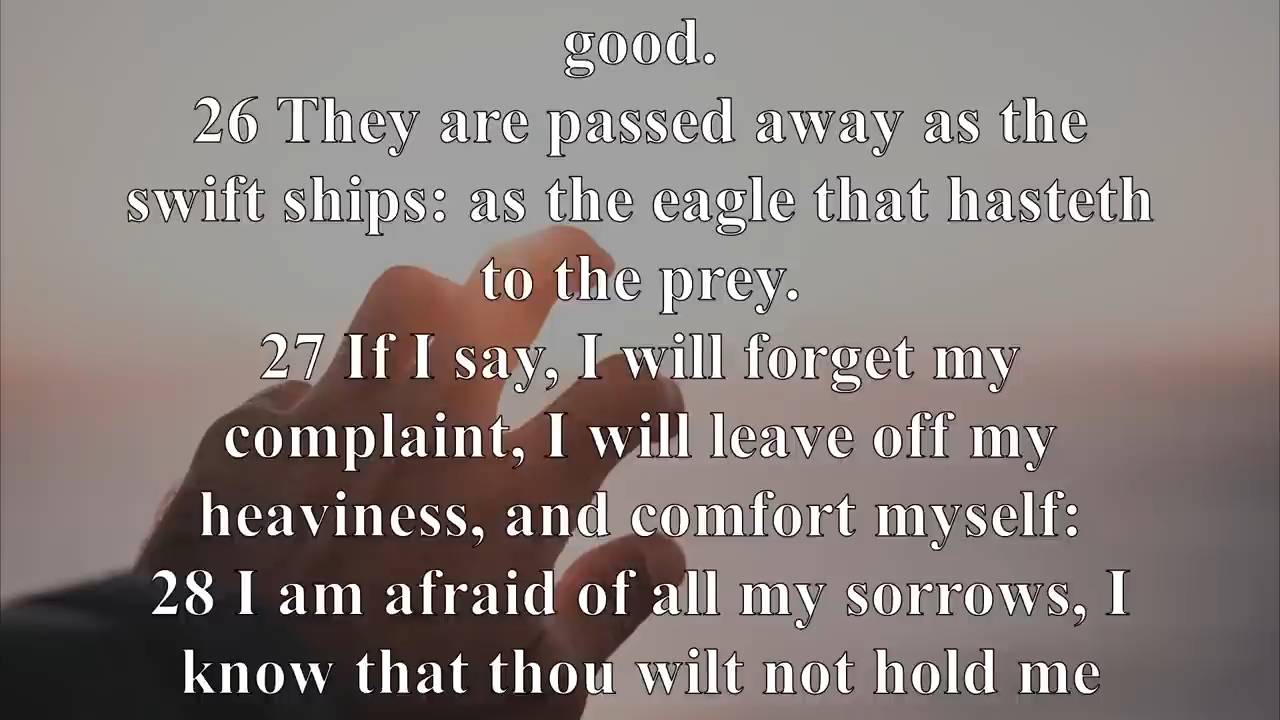 good.
26 They are passed away as the
swift ships: as the eagle that hasteth
to the prey.
27 If I say, I will forget my
complaint, I will leave off my
heaviness, and comfort myself:
28 I am afraid of all my sorrows, I
know that thou wilt not hold me